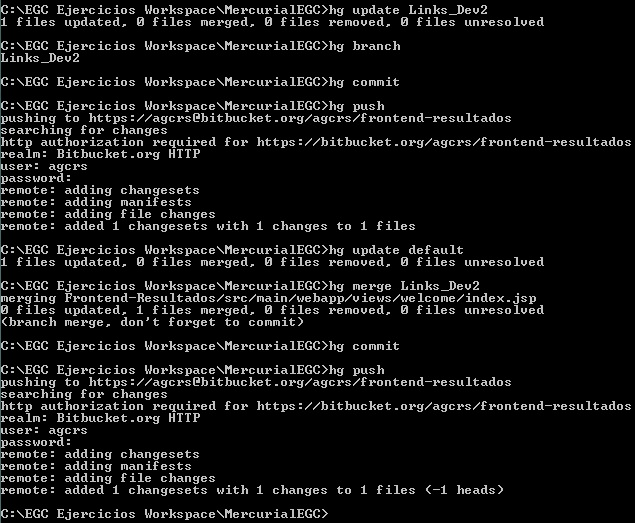 C:\EGC Ejercicios Workspace\MercurialEGC>hg update Links_Dev2
1 files updated, 0 files merged, 0 files removed, 0 files unresolved
C:\EGC Ejercicios Workspace\MercurialEGC>hg branch
Links_Dev2
C:\EGC Ejercicios Workspace\MercurialEGC>hg commit
C:\EGC Ejercicios Workspace\MercurialEGC>hg push
pushing to https://agcrs@bitbucket.org/agcrs/frontend-resultados
searching for changes
http authorization required for https://bitbucket.org/agcrs/frontend-resultados
realm: Bitbucket.org HTTP
user: agcrs
password:
remote: adding changesets
remote: adding manifests
remote: adding file changes
remote: added 1 changesets with 1 changes to 1 files
C:\EGC Ejercicios Workspace\MercurialEGC>hg update default
1 files updated, 0 files merged, 0 files removed, 0 files unresolved
C:\EGC Ejercicios Workspace\MercurialEGC>hg merge Links_Dev2
merging Frontend-Resultados/src/main/webapp/views/welcome/index.jsp
0 files updated, 1 files merged, 0 files removed, 0 files unresolved
(branch merge, don't forget to commit)
C:\EGC Ejercicios Workspace\MercurialEGC>hg commit
C:\EGC Ejercicios Workspace\MercurialEGC>hg push
pushing to https://agcrs@bitbucket.org/agcrs/frontend-resultados
searching for changes
http authorization required for https://bitbucket.org/agcrs/frontend-resultados
realm: Bitbucket.org HTTP
user: agcrs
password:
remote: adding changesets
remote: adding manifests
remote: adding file changes
remote: added 1 changesets with 1 changes to 1 files (-1 heads)
C:\EGC Ejercicios Workspace\MercurialEGC>